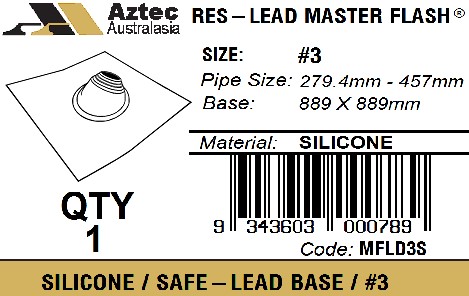 Aztec
Australasia
RES – LEAD MASTER FLASH®
SIZE: #3
Pipe Size: 279.4mm - 457mm
Base: 889 X 889mm
Material: SILICONE
QTY
1
9 343603 000789
Code: MFLD3S
SILICONE / SAFE – LEAD BASE / #3